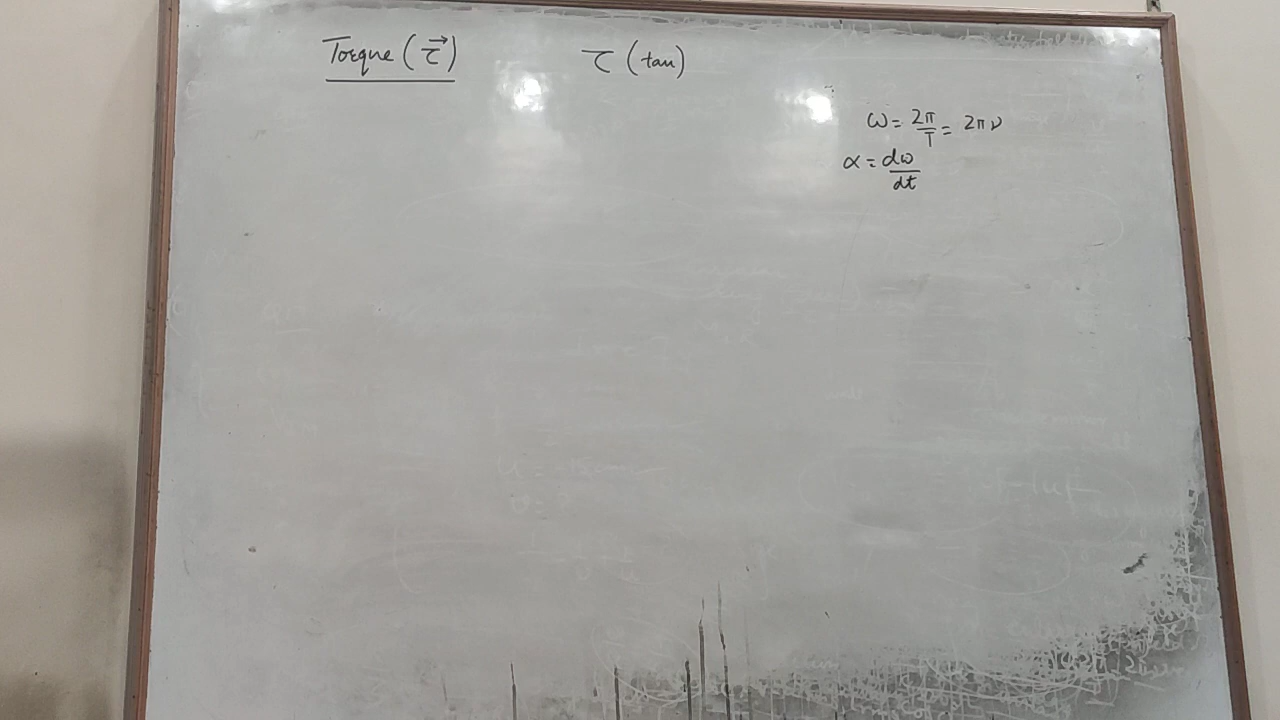 Torque (τ⃗) τ (tau)
ω = 2π/T = 2πν
α = dω/dt